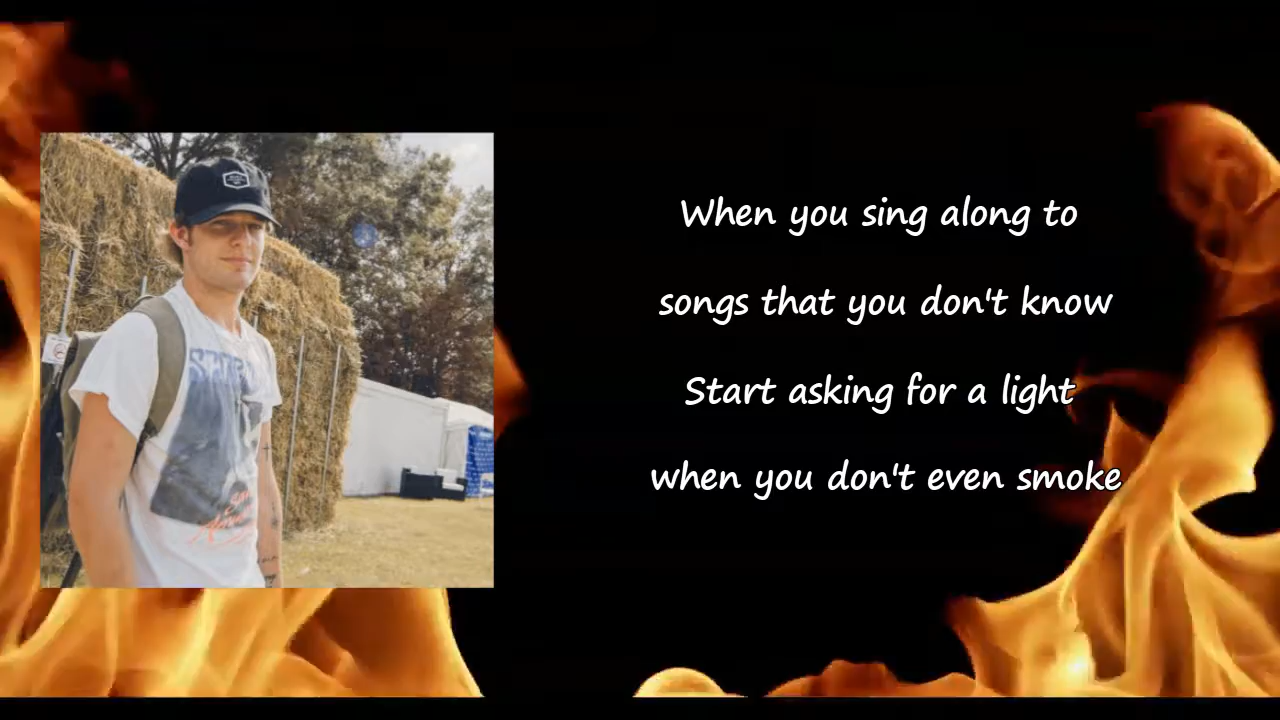 When you sing along to
songs that you don't know
Start asking for a light
when you don't even smoke